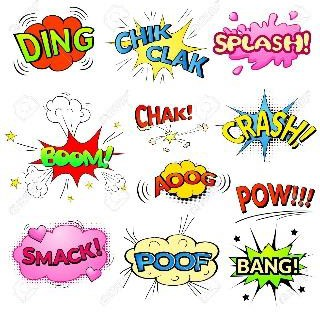 DING
CHIK
CLAK
SPLASH!
BOOM!
CHAK!
CRASH!
AOOG
POW!!!
SMACK!
POOF
BANG!